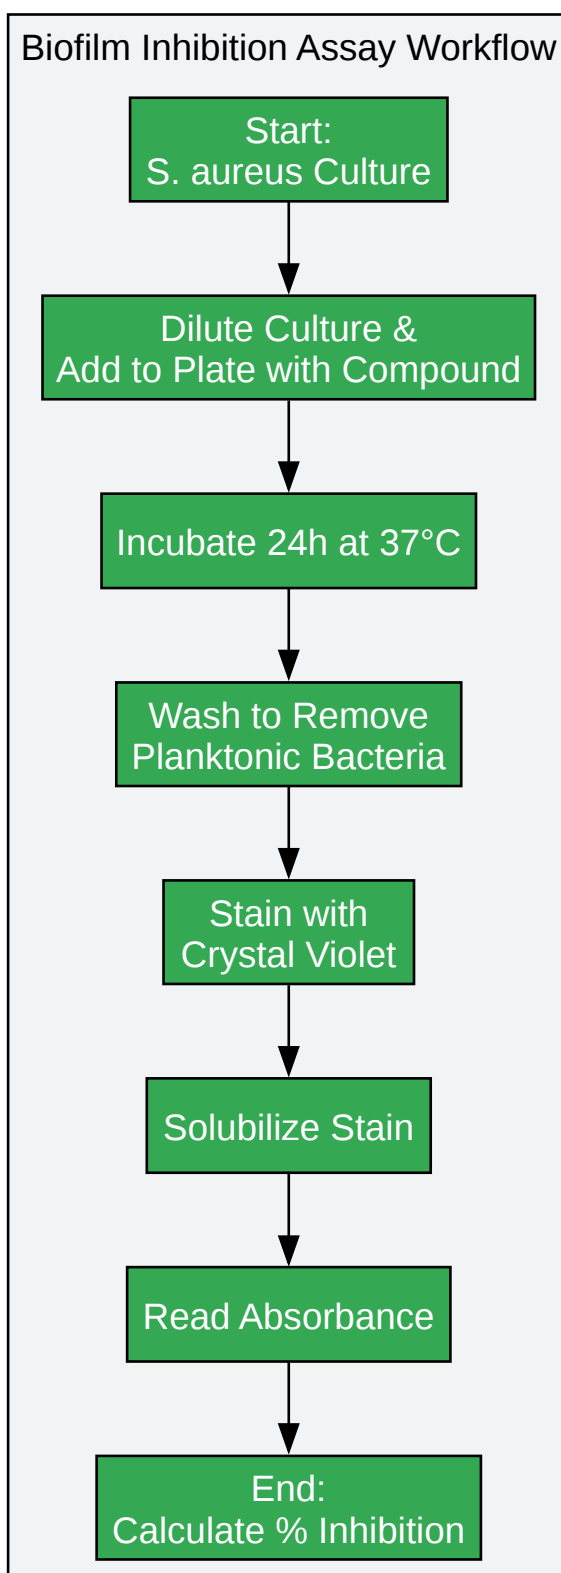 Biofilm Inhibition Assay Workflow
Start:
S. aureus Culture
Dilute Culture &
Add to Plate with Compound
Incubate 24h at 37°C
Wash to Remove
Planktonic Bacteria
Stain with
Crystal Violet
Solubilize Stain
Read Absorbance
End:
Calculate % Inhibition